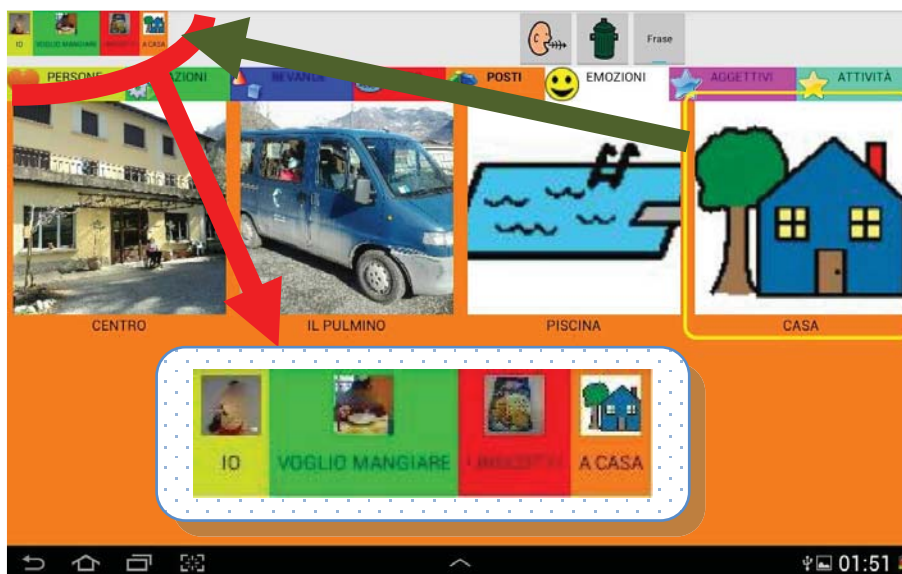 IO VOGLIO MANGIARE A CASA
Frase
PERSONE AZIONI BEVANDE POSTI EMOZIONI AGGETTIVI ATTIVITÀ
CENTRO IL PULMINO PISCINA CASA
IO VOGLIO MANGIARE A CASA
01:51